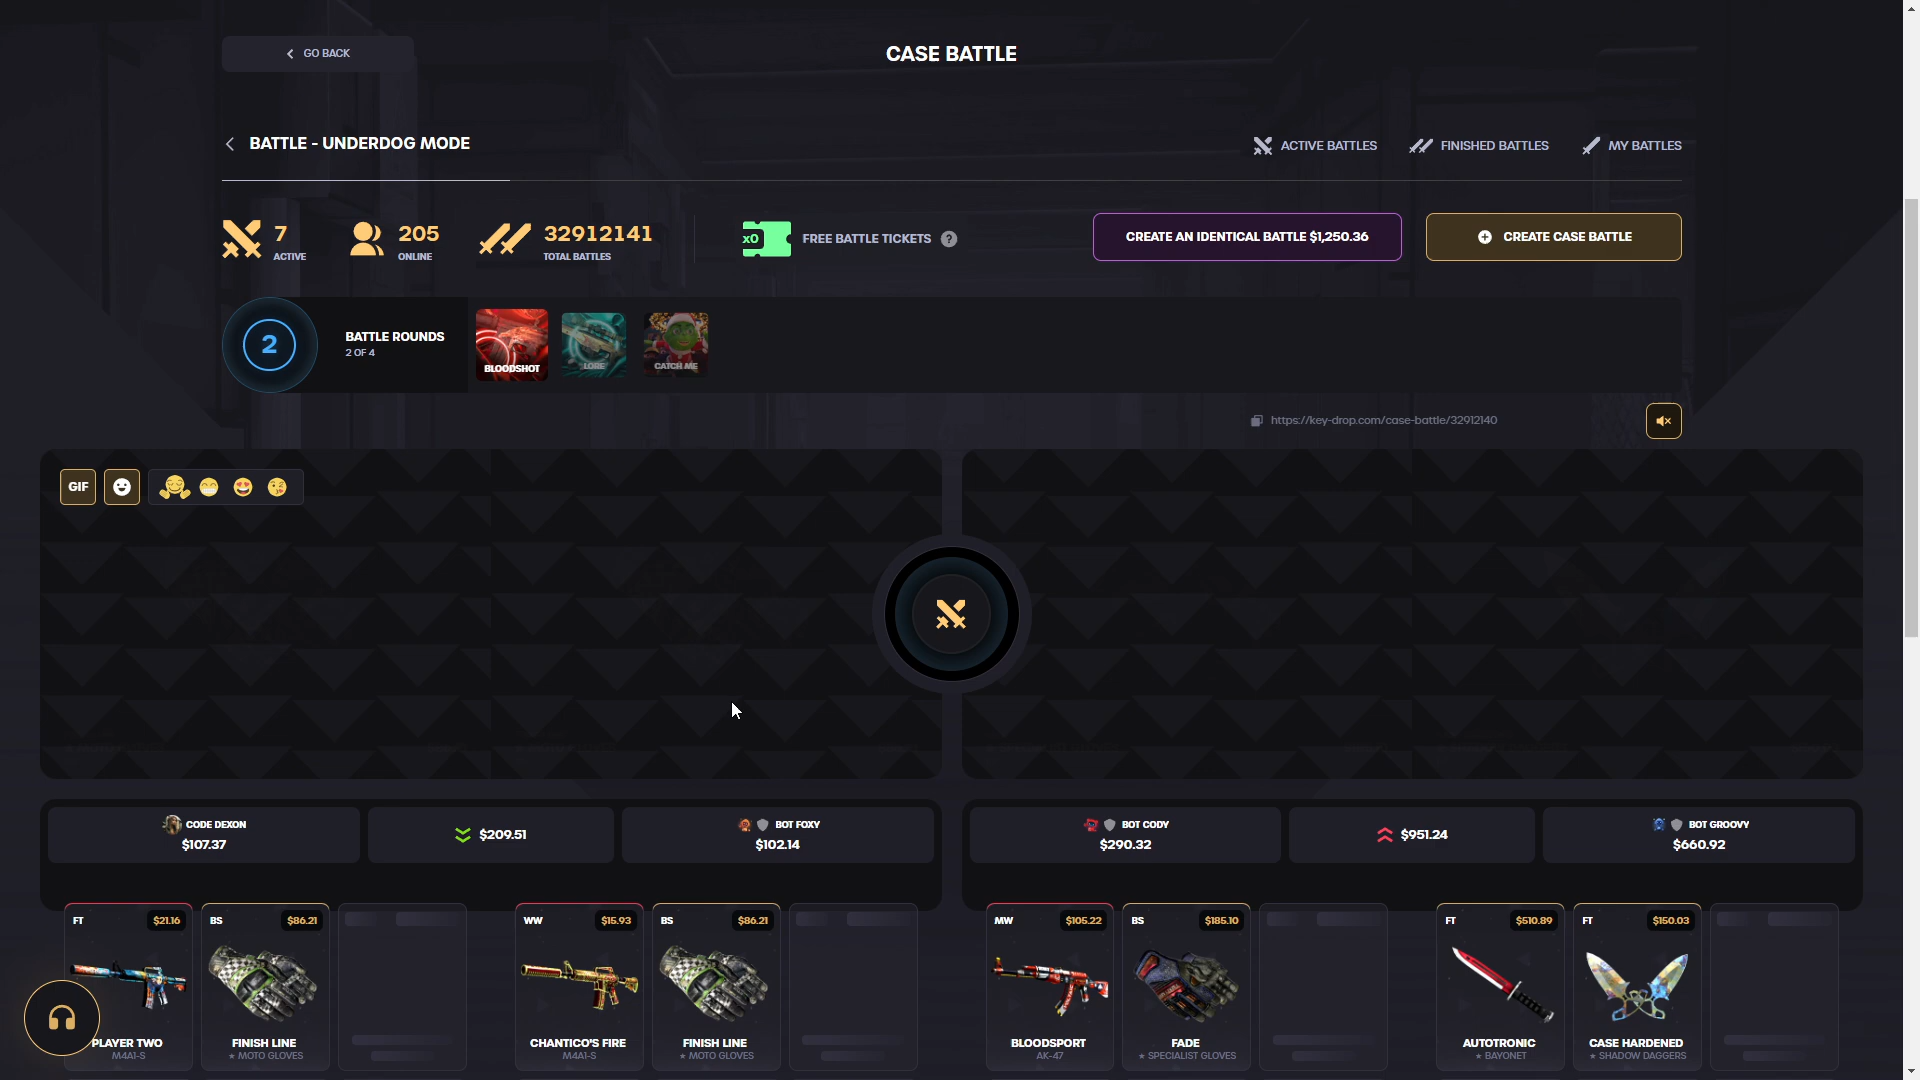 GO BACK
CASE BATTLE
BATTLE - UNDERDOG MODE
ACTIVE BATTLES
FINISHED BATTLES
MY BATTLES
7
ACTIVE
205
ONLINE
32912141
TOTAL BATTLES
x0
FREE BATTLE TICKETS
?
CREATE AN IDENTICAL BATTLE $1,250.36
CREATE CASE BATTLE
2
BATTLE ROUNDS
2 OF 4
BLOODSHOT
LORE
CATCH ME
https://key-drop.com/case-battle/32912140
GIF
CODE DEXON
$107.37
$209.51
BOT FOXY
$102.14
BOT CODY
$290.32
$951.24
BOT GROOVY
$660.92
FT
$21.16
PLAYER TWO
M4A1-S
BS
$86.21
FINISH LINE
★ MOTO GLOVES
WW
$15.93
CHANTICO'S FIRE
M4A1-S
BS
$86.21
FINISH LINE
★ MOTO GLOVES
MW
$105.22
BLOODSPORT
AK-47
BS
$185.10
FADE
★ SPECIALIST GLOVES
FT
$510.89
AUTOTRONIC
★ BAYONET
FT
$150.03
CASE HARDENED
★ SHADOW DAGGERS